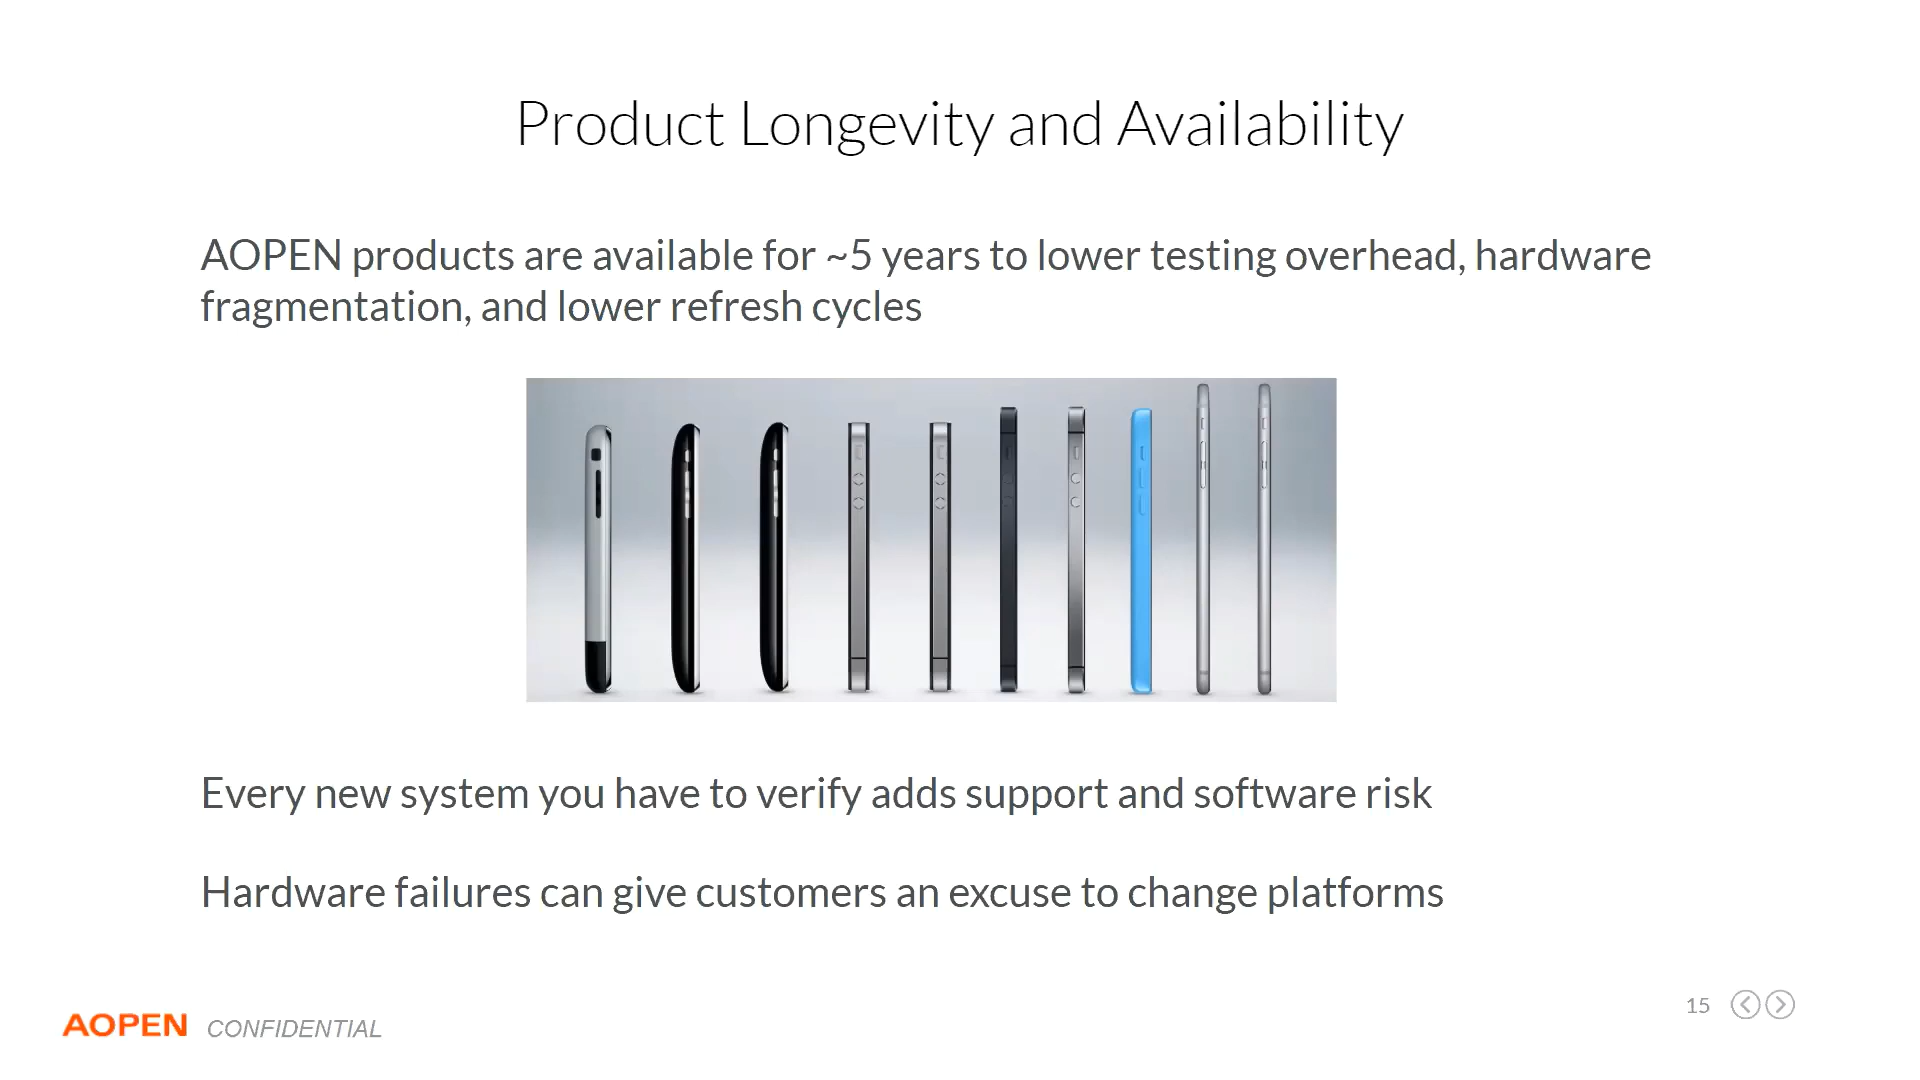 Product Longevity and Availability
AOPEN products are available for ~5 years to lower testing overhead, hardware
fragmentation, and lower refresh cycles
Every new system you have to verify adds support and software risk
Hardware failures can give customers an excuse to change platforms
AOPEN CONFIDENTIAL
15